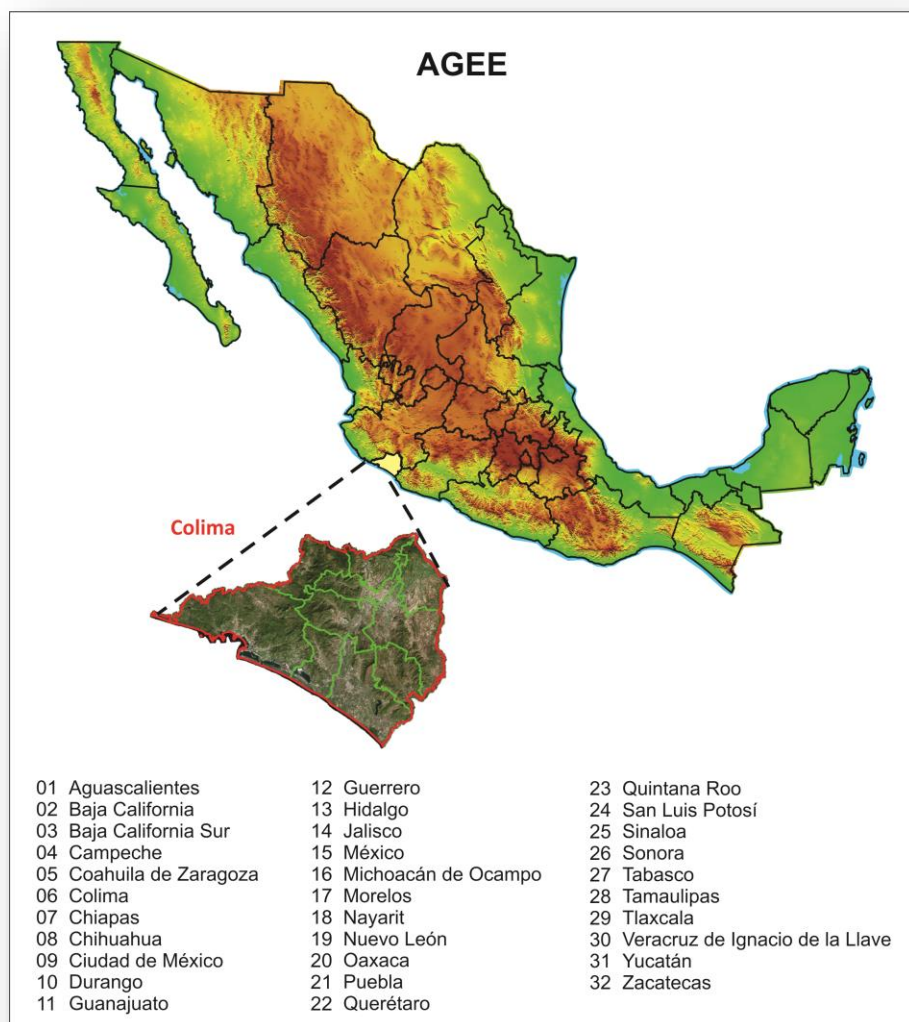 AGEE
Colima
01 Aguascalientes
02 Baja California
03 Baja California Sur
04 Campeche
05 Coahuila de Zaragoza
06 Colima
07 Chiapas
08 Chihuahua
09 Ciudad de México
10 Durango
11 Guanajuato
12 Guerrero
13 Hidalgo
14 Jalisco
15 México
16 Michoacán de Ocampo
17 Morelos
18 Nayarit
19 Nuevo León
20 Oaxaca
21 Puebla
22 Querétaro
23 Quintana Roo
24 San Luis Potosí
25 Sinaloa
26 Sonora
27 Tabasco
28 Tamaulipas
29 Tlaxcala
30 Veracruz de Ignacio de la Llave
31 Yucatán
32 Zacatecas